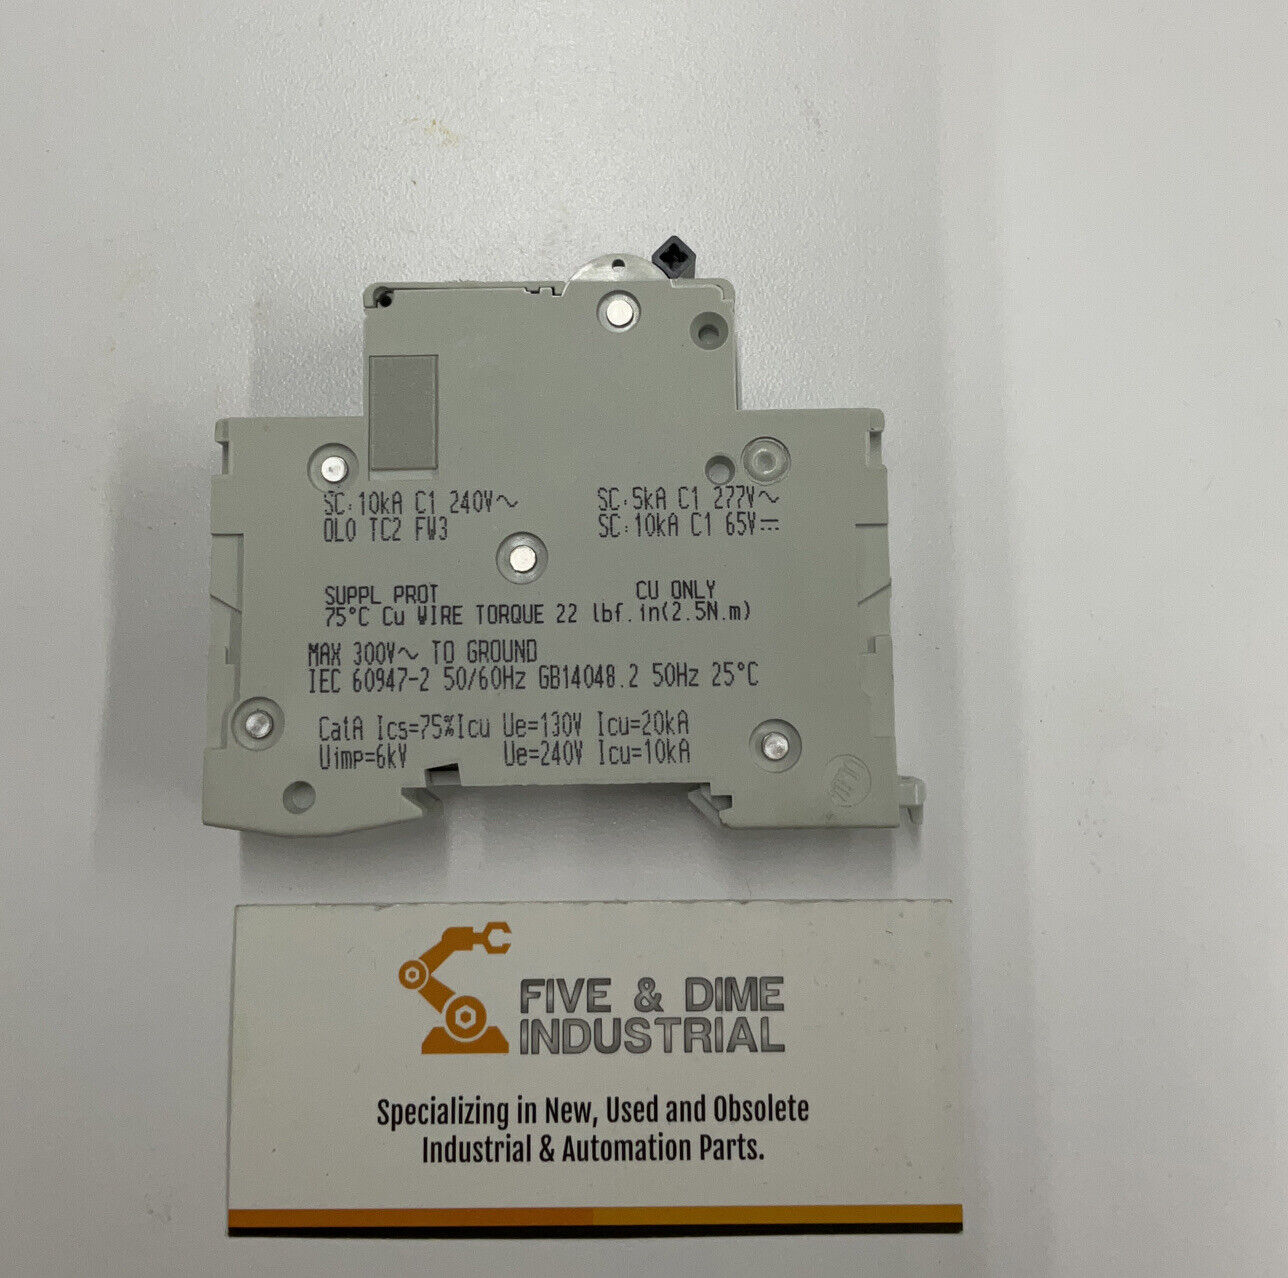 SC:10kA C1 240V~
SC:5kA C1 277V~
OL0 TC2 FW3
SC:10kA C1 65V⎓
SUPPL PROT
CU ONLY
75°C Cu WIRE TORQUE 22 lbf.in(2.5N.m)
MAX 300V~ TO GROUND
IEC 60947-2 50/60Hz GB14048.2 50Hz 25°C
CatA Ics=75%Icu Ue=130V Icu=20kA
Uimp=6kV Ue=240V Icu=10kA
FIVE & DIME
INDUSTRIAL
Specializing in New, Used and Obsolete
Industrial & Automation Parts.